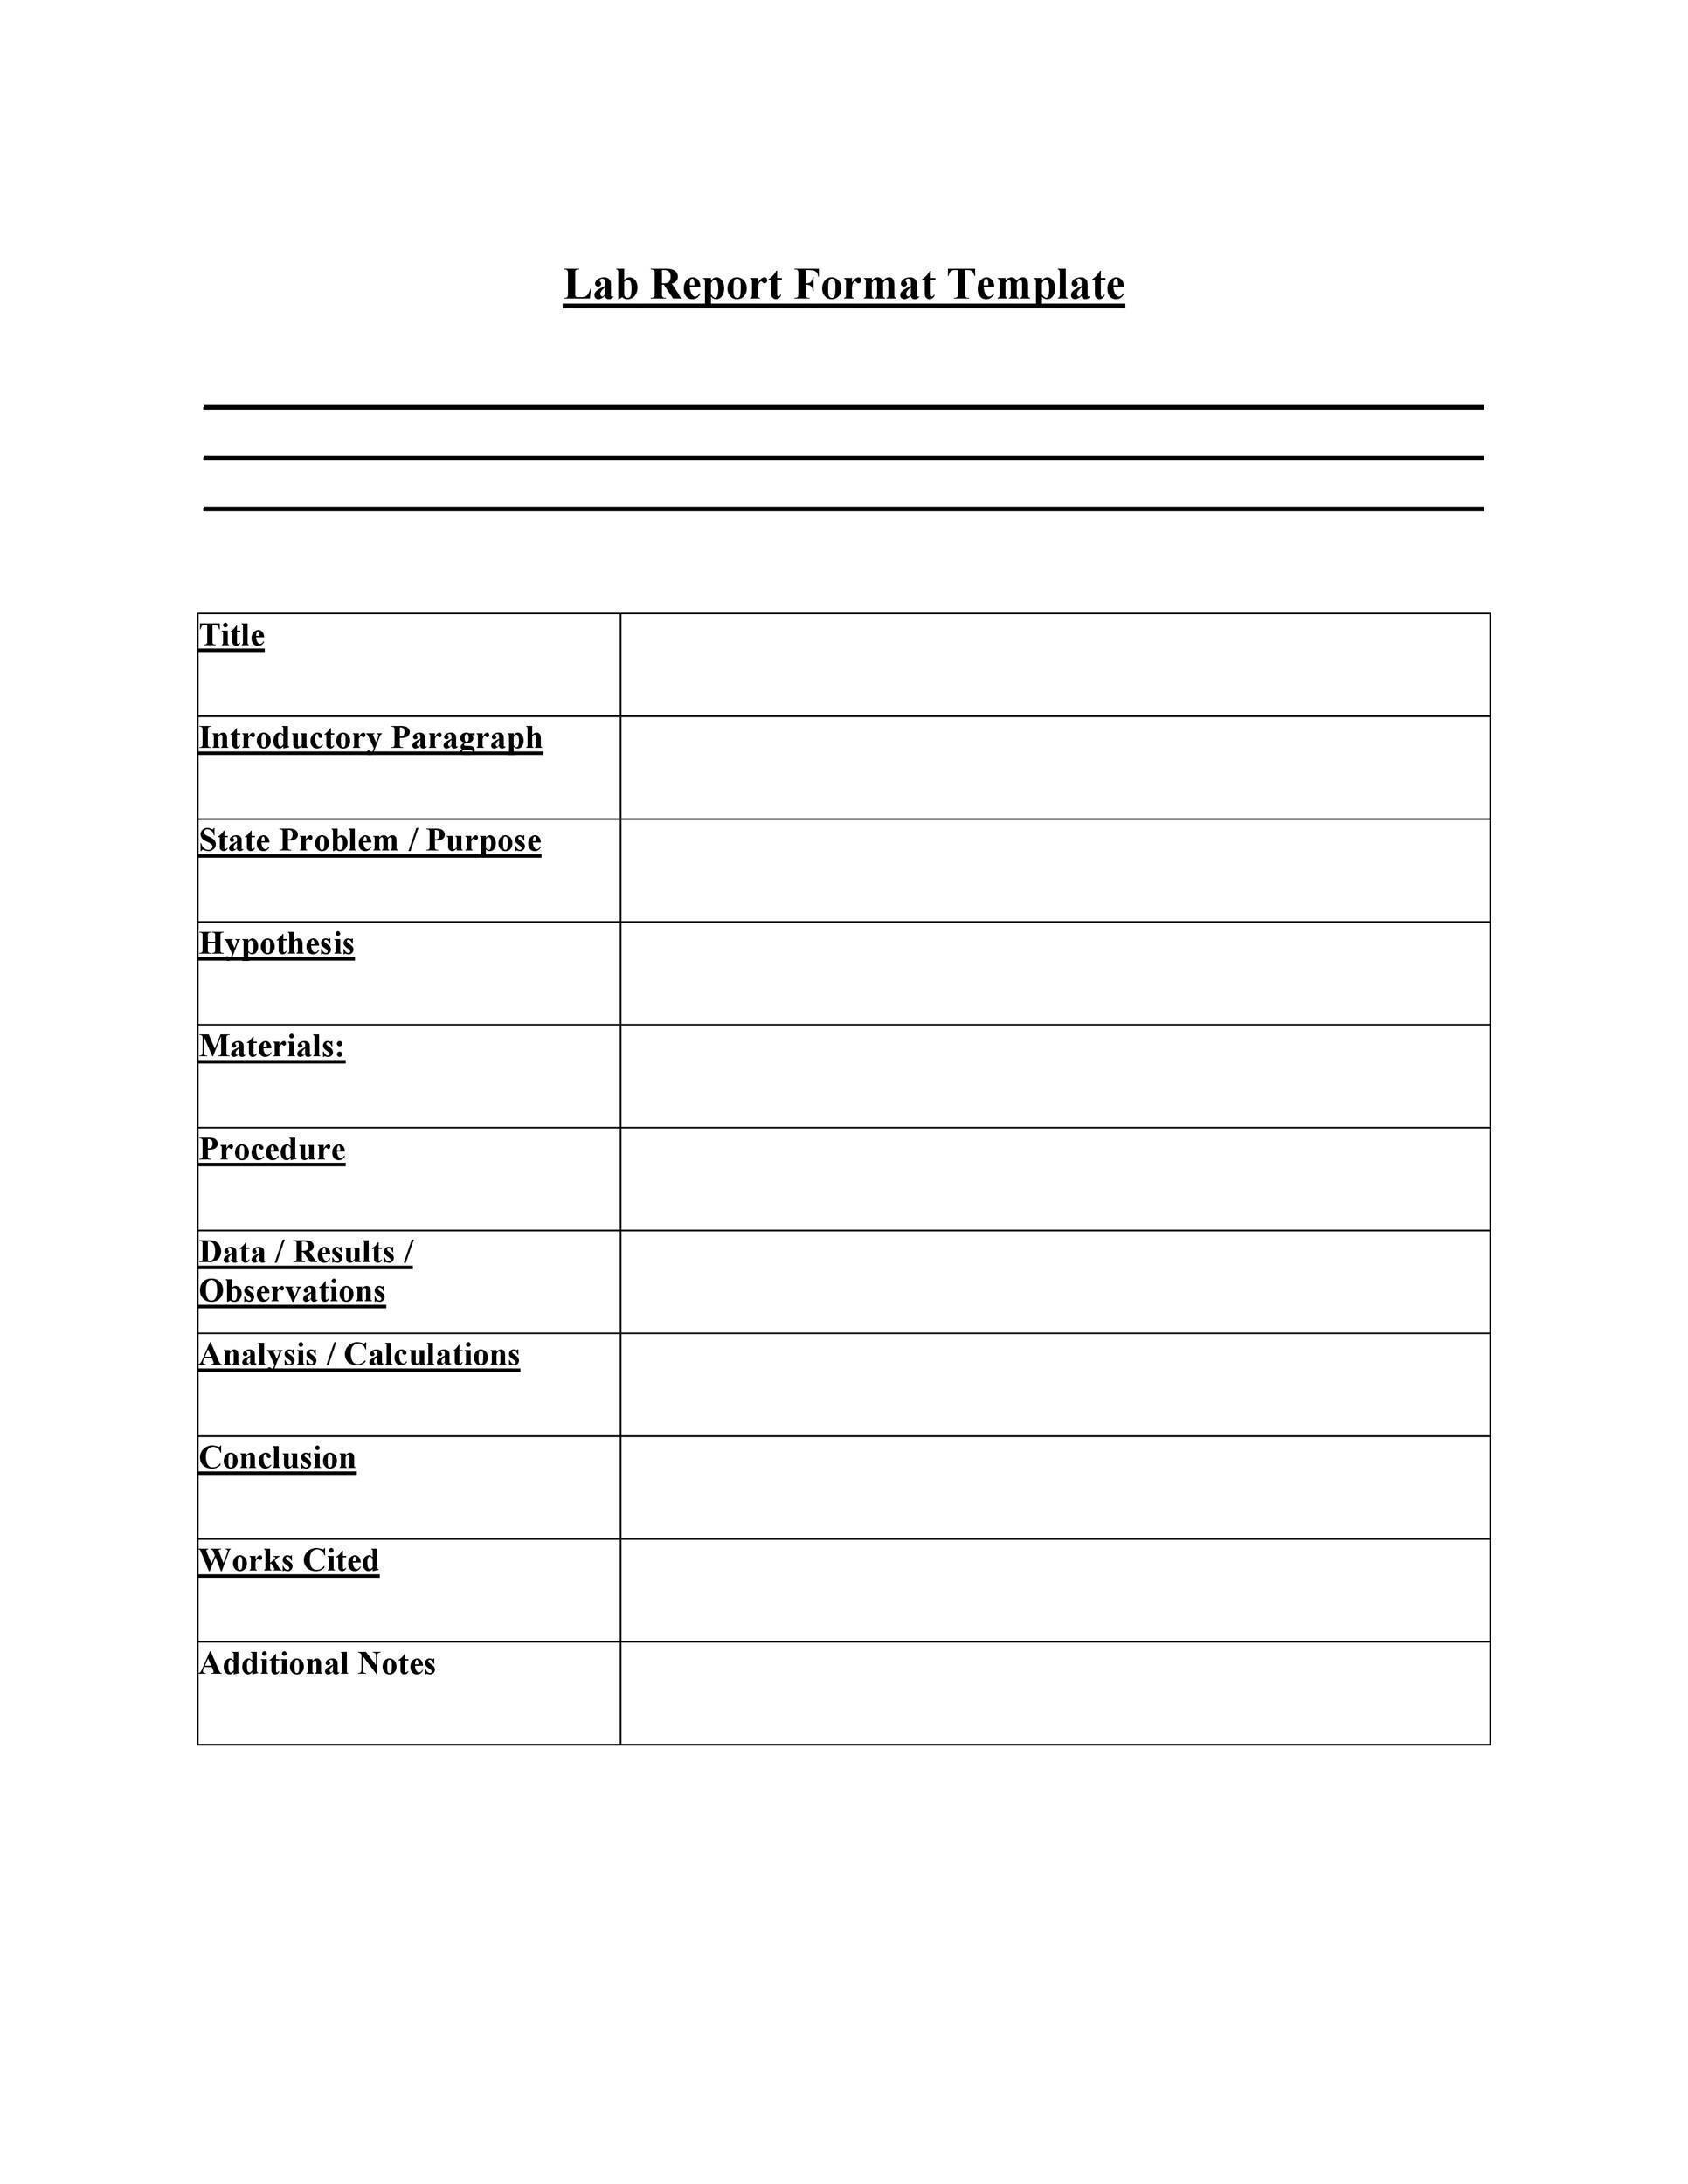 Lab Report Format Template
Title
Introductory Paragraph
State Problem / Purpose
Hypothesis
Materials:
Procedure
Data / Results /
Observations
Analysis / Calculations
Conclusion
Works Cited
Additional Notes